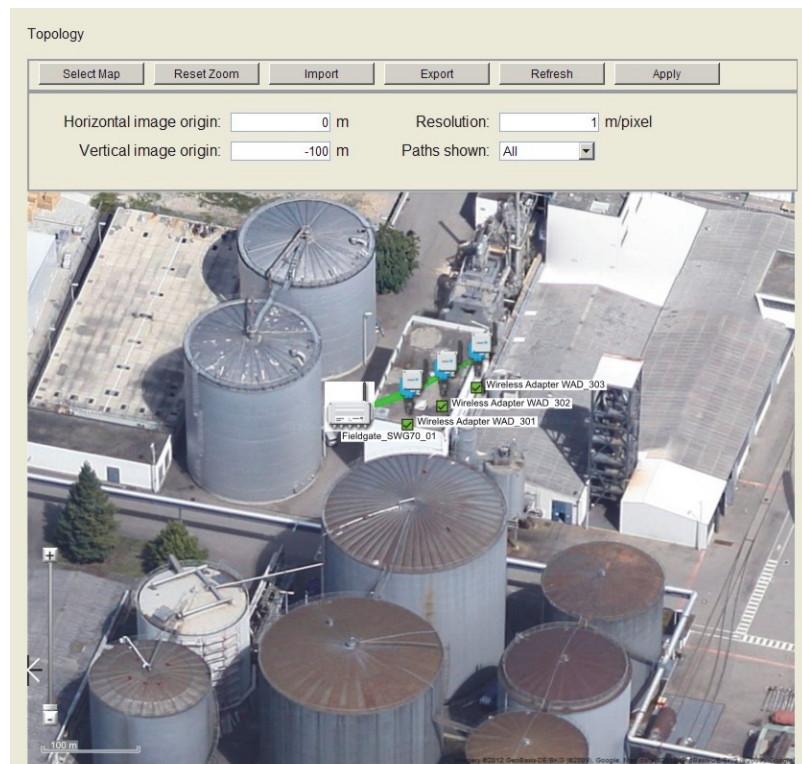 Topology
Select Map Reset Zoom Import Export Refresh Apply
Horizontal image origin: 0 m Resolution: 1 m/pixel
Vertical image origin: -100 m Paths shown: All
Wireless Adapter WAD_303
Wireless Adapter WAD_302
Wireless Adapter WAD_301
Fieldgate_SWG70_01
+
-
100 m